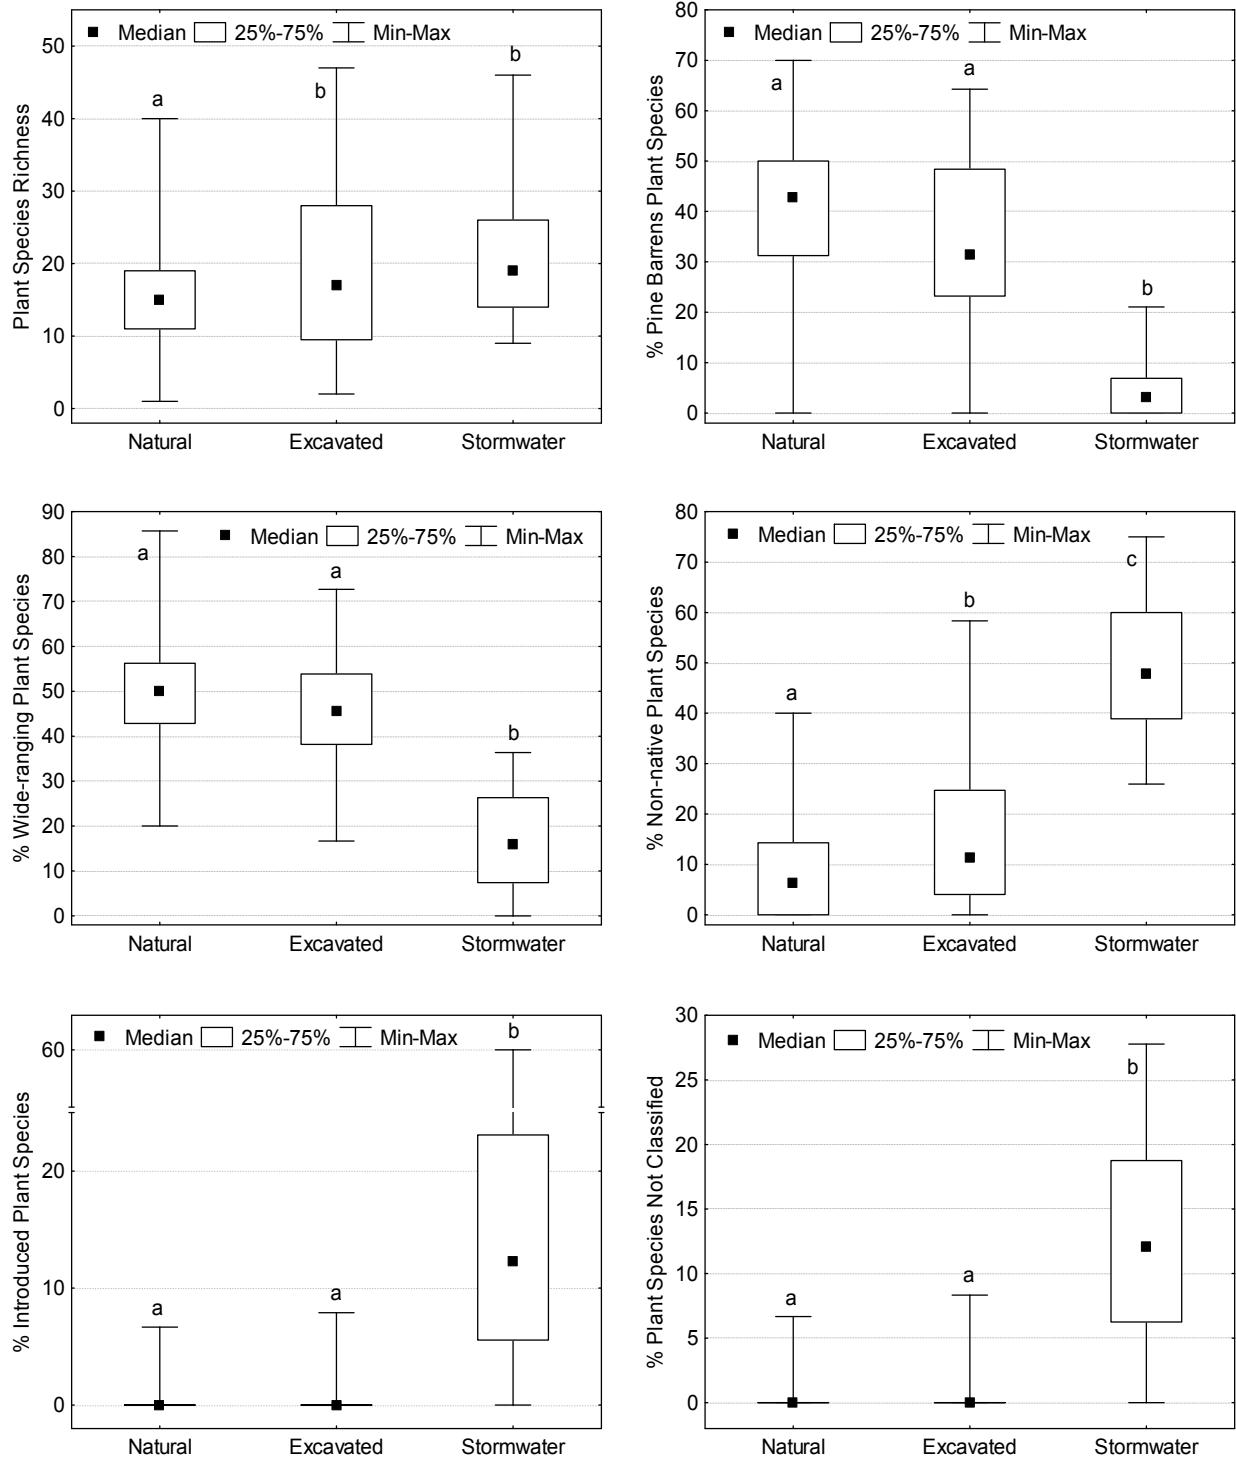 Median 25%-75% Min-Max
Plant Species Richness
50
40
30
20
10
0
a
b
b
Natural Excavated Stormwater
Median 25%-75% Min-Max
% Pine Barrens Plant Species
80
70
60
50
40
30
20
10
0
a
a
b
Natural Excavated Stormwater
Median 25%-75% Min-Max
% Wide-ranging Plant Species
90
80
70
60
50
40
30
20
10
0
a
a
b
Natural Excavated Stormwater
Median 25%-75% Min-Max
% Non-native Plant Species
80
70
60
50
40
30
20
10
0
a
b
c
Natural Excavated Stormwater
Median 25%-75% Min-Max
% Introduced Plant Species
60
20
10
0
a
a
b
Natural Excavated Stormwater
Median 25%-75% Min-Max
% Plant Species Not Classified
30
25
20
15
10
5
0
a
a
b
Natural Excavated Stormwater